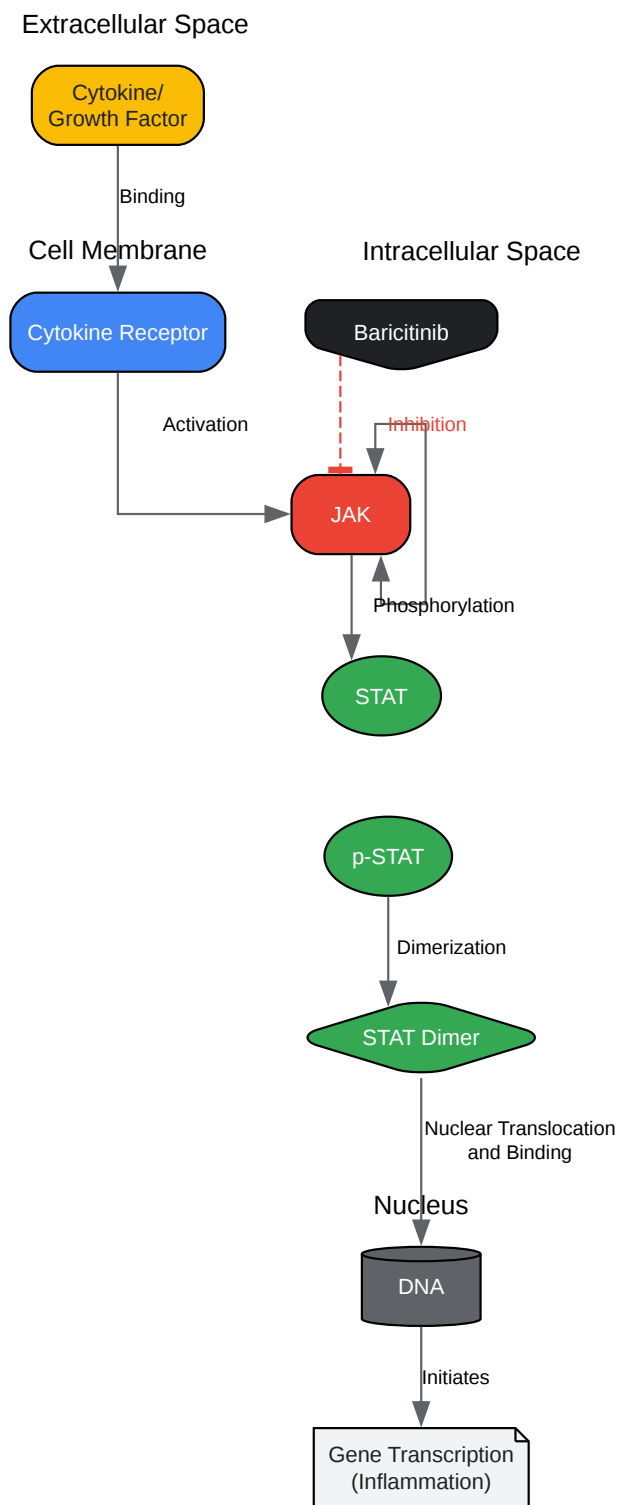 Extracellular Space
Cytokine/
Growth Factor
Binding
Cell Membrane
Intracellular Space
Cytokine Receptor
Baricitinib
Activation
Inhibition
JAK
Phosphorylation
STAT
p-STAT
Dimerization
STAT Dimer
Nuclear Translocation
and Binding
Nucleus
DNA
Initiates
Gene Transcription
(Inflammation)